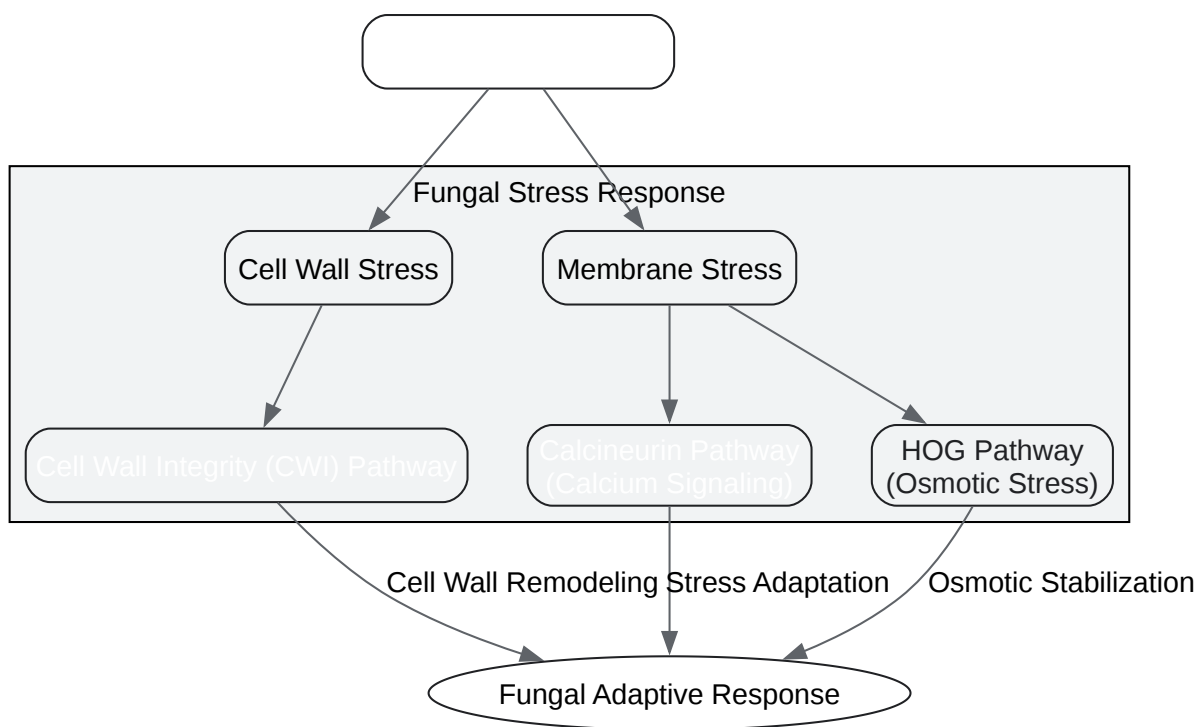 Fungal Stress Response
Cell Wall Stress
Membrane Stress
Cell Wall Integrity (CWI) Pathway
Calcineurin Pathway
(Calcium Signaling)
HOG Pathway
(Osmotic Stress)
Cell Wall Remodeling
Stress Adaptation
Osmotic Stabilization
Fungal Adaptive Response